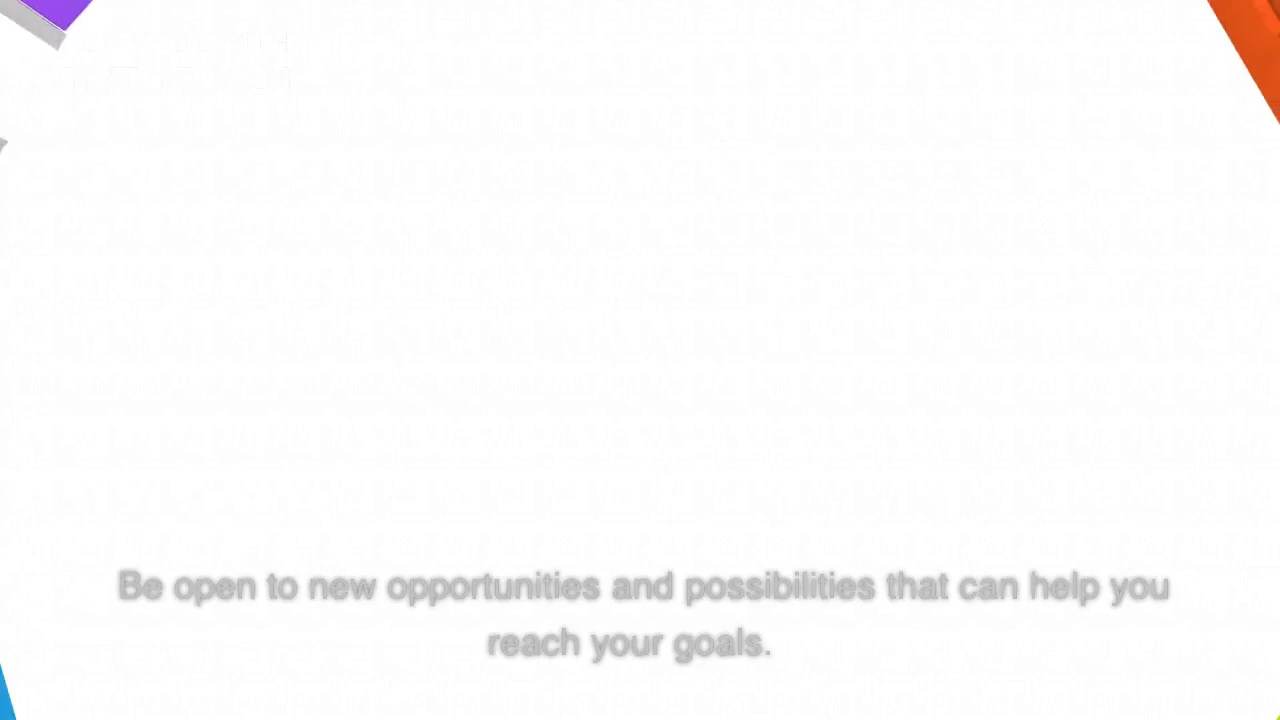 Be open to new opportunities and possibilities that can help you
reach your goals.